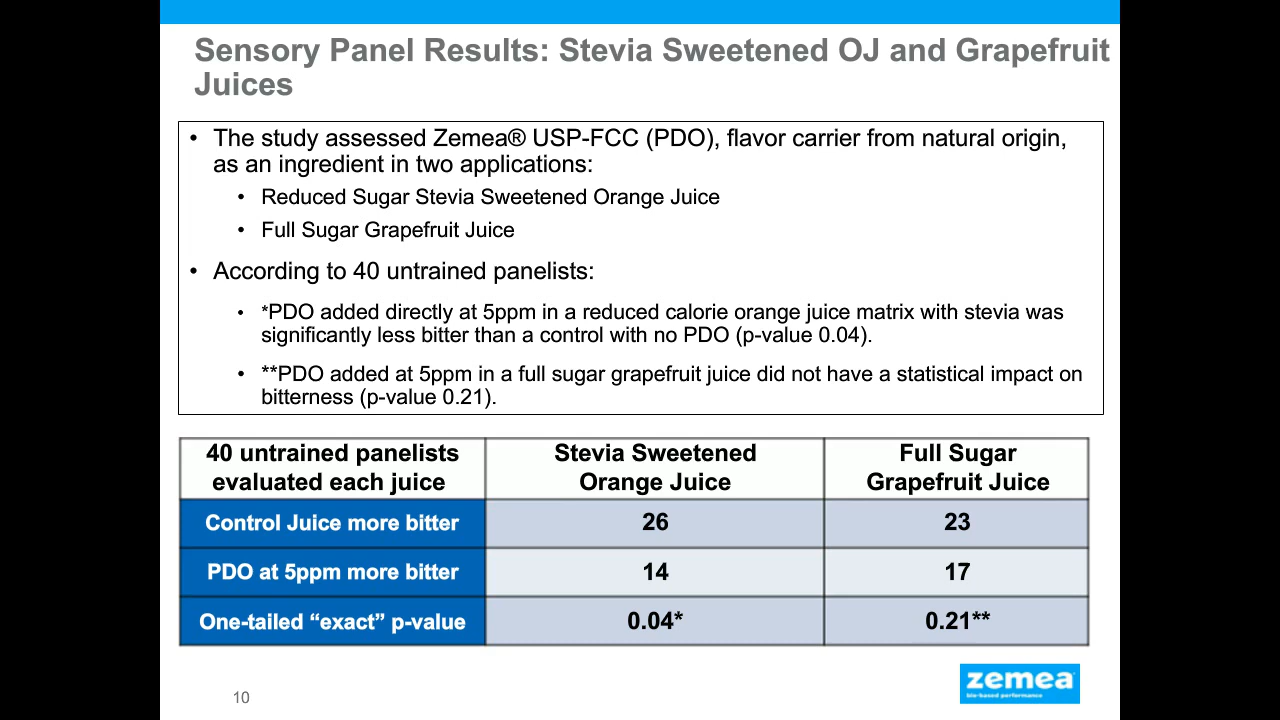 Sensory Panel Results: Stevia Sweetened OJ and Grapefruit
Juices
• The study assessed Zemea® USP-FCC (PDO), flavor carrier from natural origin,
as an ingredient in two applications:
• Reduced Sugar Stevia Sweetened Orange Juice
• Full Sugar Grapefruit Juice
• According to 40 untrained panelists:
• *PDO added directly at 5ppm in a reduced calorie orange juice matrix with stevia was
significantly less bitter than a control with no PDO (p-value 0.04).
• **PDO added at 5ppm in a full sugar grapefruit juice did not have a statistical impact on
bitterness (p-value 0.21).
40 untrained panelists
evaluated each juice
Stevia Sweetened
Orange Juice
Full Sugar
Grapefruit Juice
Control Juice more bitter
26
23
PDO at 5ppm more bitter
14
17
One-tailed “exact” p-value
0.04*
0.21**
10
zemea
bio-based performance